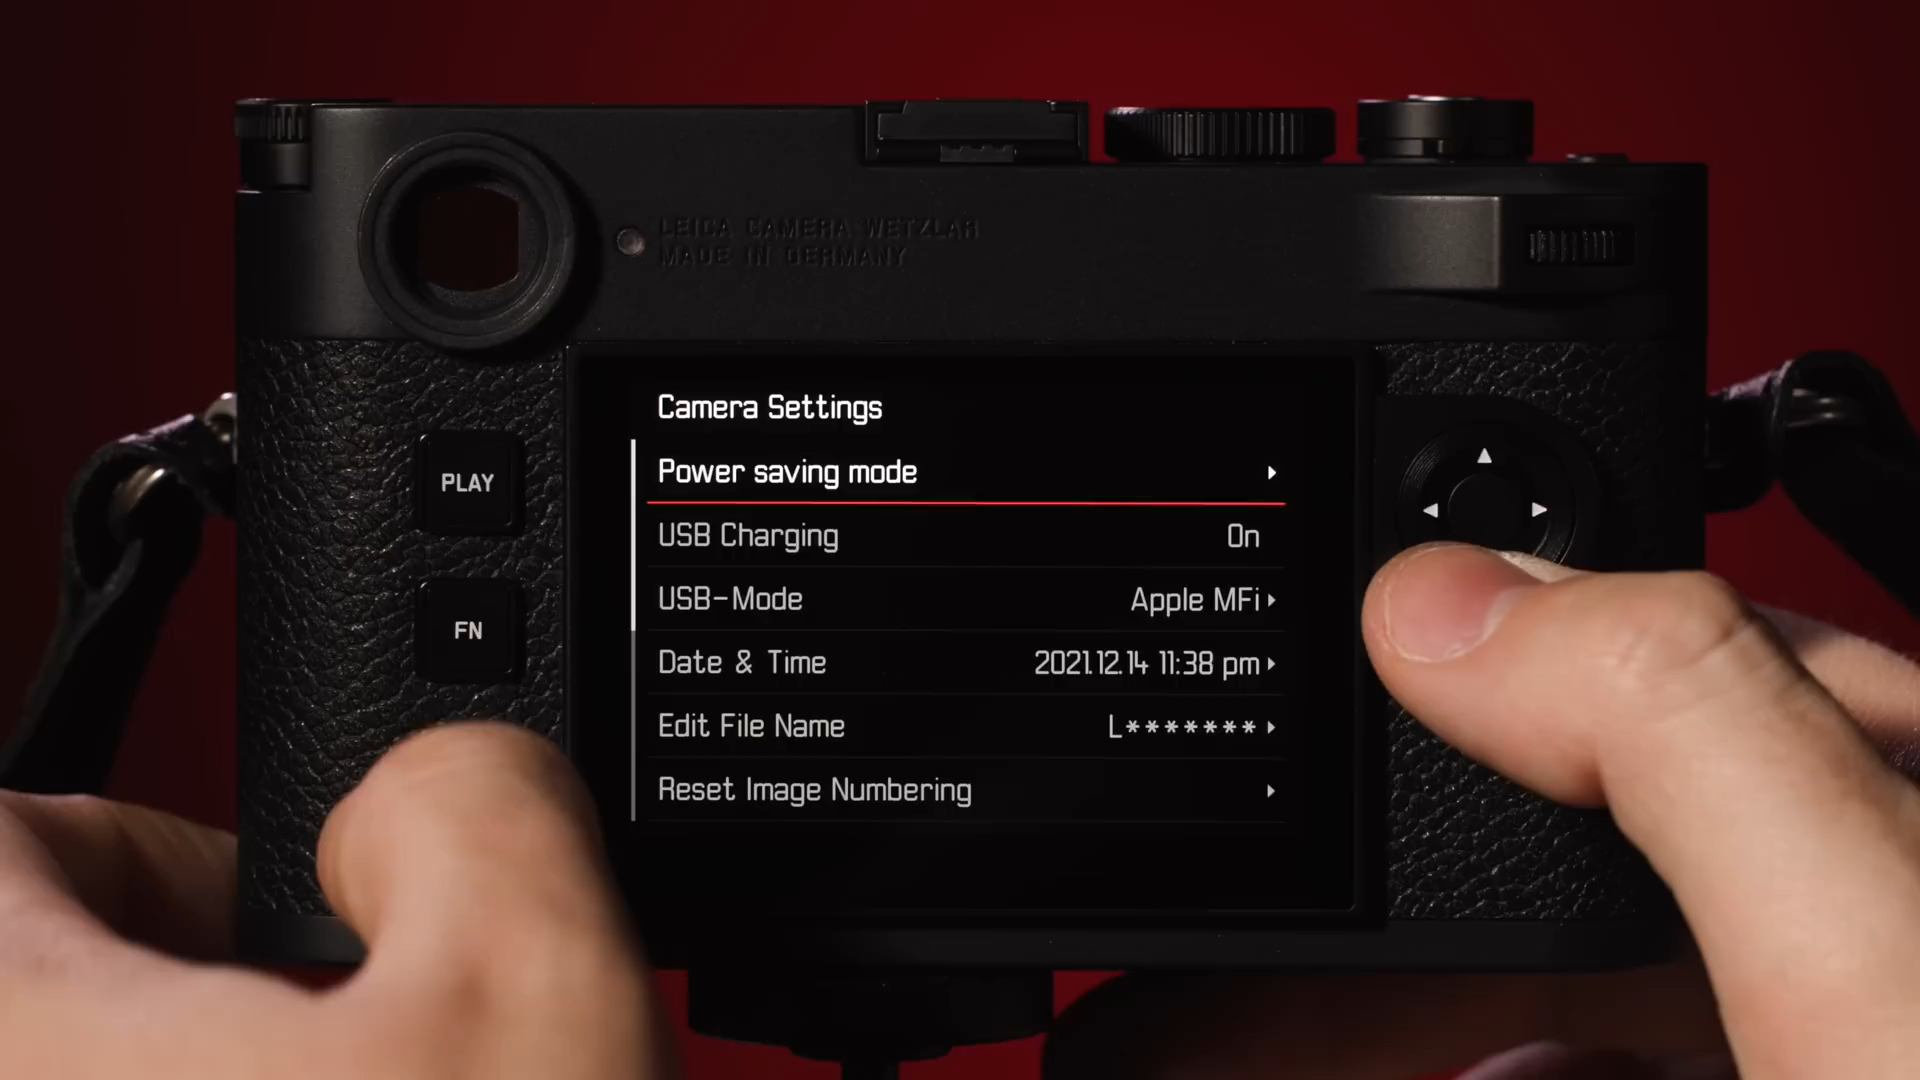 LEICA CAMERA WETZLAR
MADE IN GERMANY
Camera Settings
Power saving mode
USB Charging On
USB-Mode Apple MFi
Date & Time 2021.12.14 11:38 pm
Edit File Name L*******
Reset Image Numbering
PLAY
FN